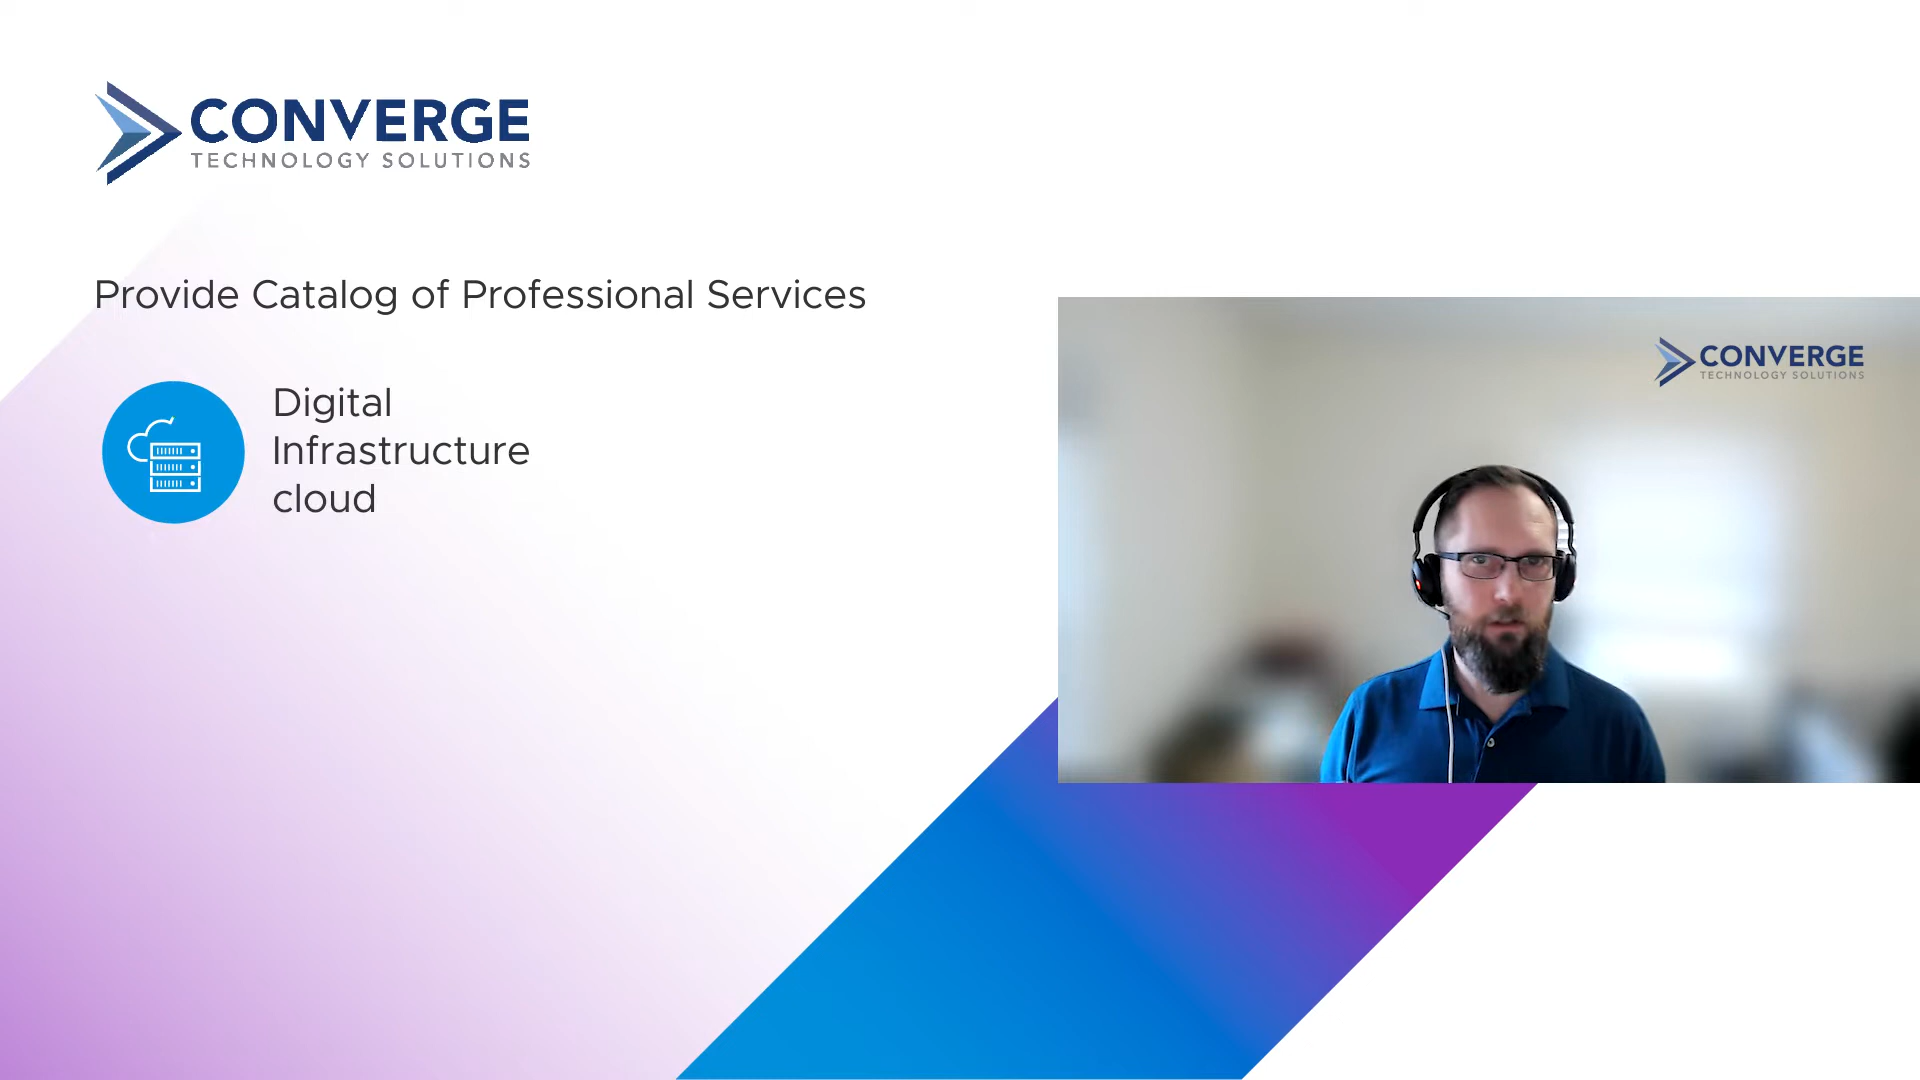 CONVERGE
TECHNOLOGY SOLUTIONS
Provide Catalog of Professional Services
Digital
Infrastructure
cloud
CONVERGE
TECHNOLOGY SOLUTIONS